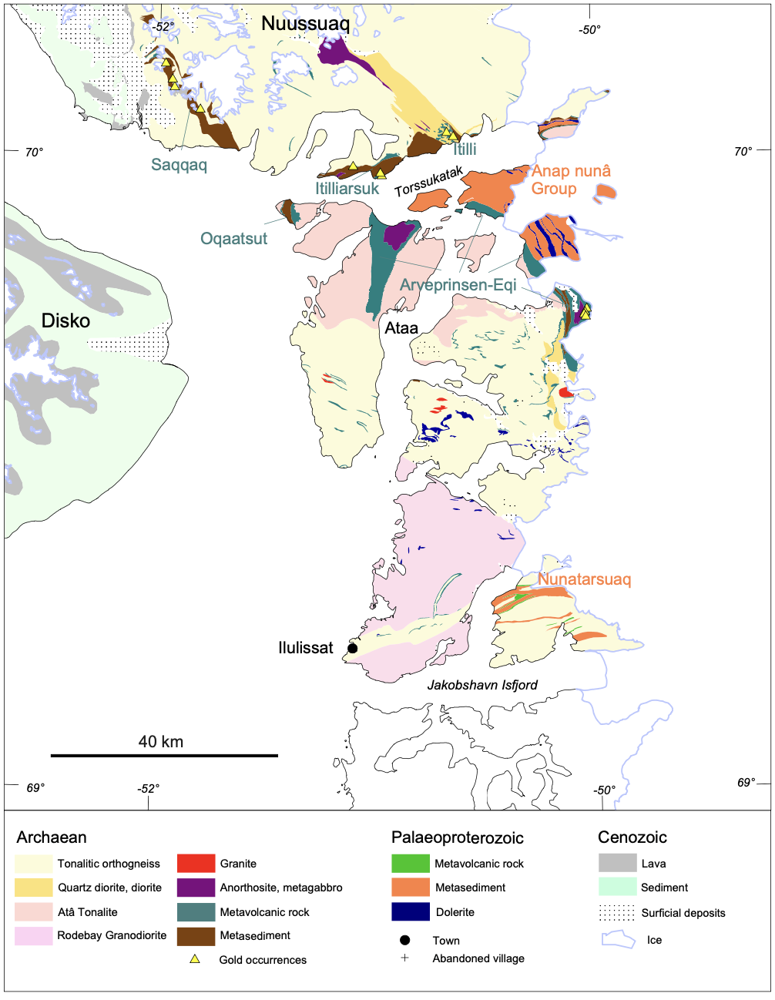 Nuussuaq
-52°
-50°
70°
70°
Saqqaq
Itilli
Itilliarsuk
Torssukatak
Anap nunâ
Group
Oqaatsut
Arveprinsen-Eqi
Disko
Ataa
Nunatarsuaq
Ilulissat
Jakobshavn Isfjord
40 km
69°
-52°
-50°
69°
Archaean
Tonalitic orthogneiss
Quartz diorite, diorite
Atâ Tonalite
Rodebay Granodiorite
Granite
Anorthosite, metagabbro
Metavolcanic rock
Metasediment
Gold occurrences
Palaeoproterozoic
Metavolcanic rock
Metasediment
Dolerite
Town
Abandoned village
Cenozoic
Lava
Sediment
Surficial deposits
Ice